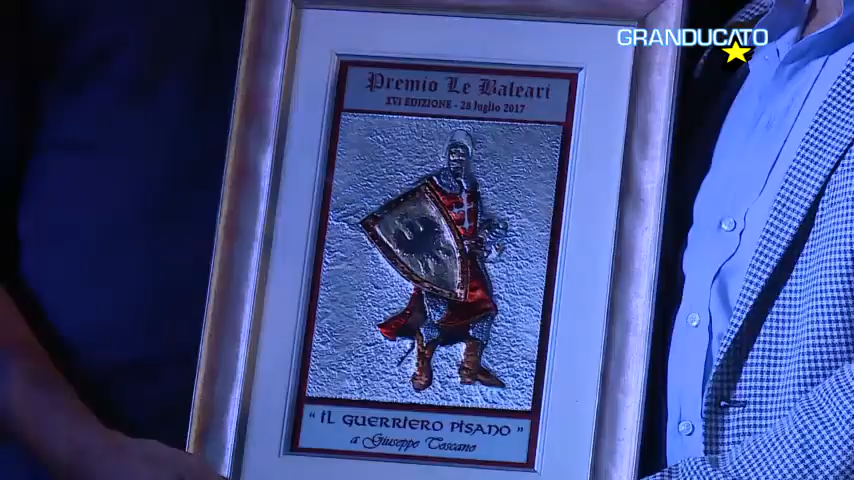 GRANDUCATO
Premio Le Baleari
XVI EDIZIONE - 28 luglio 2017
" IL GUERRIERO PISANO "
a Giuseppe Toscano